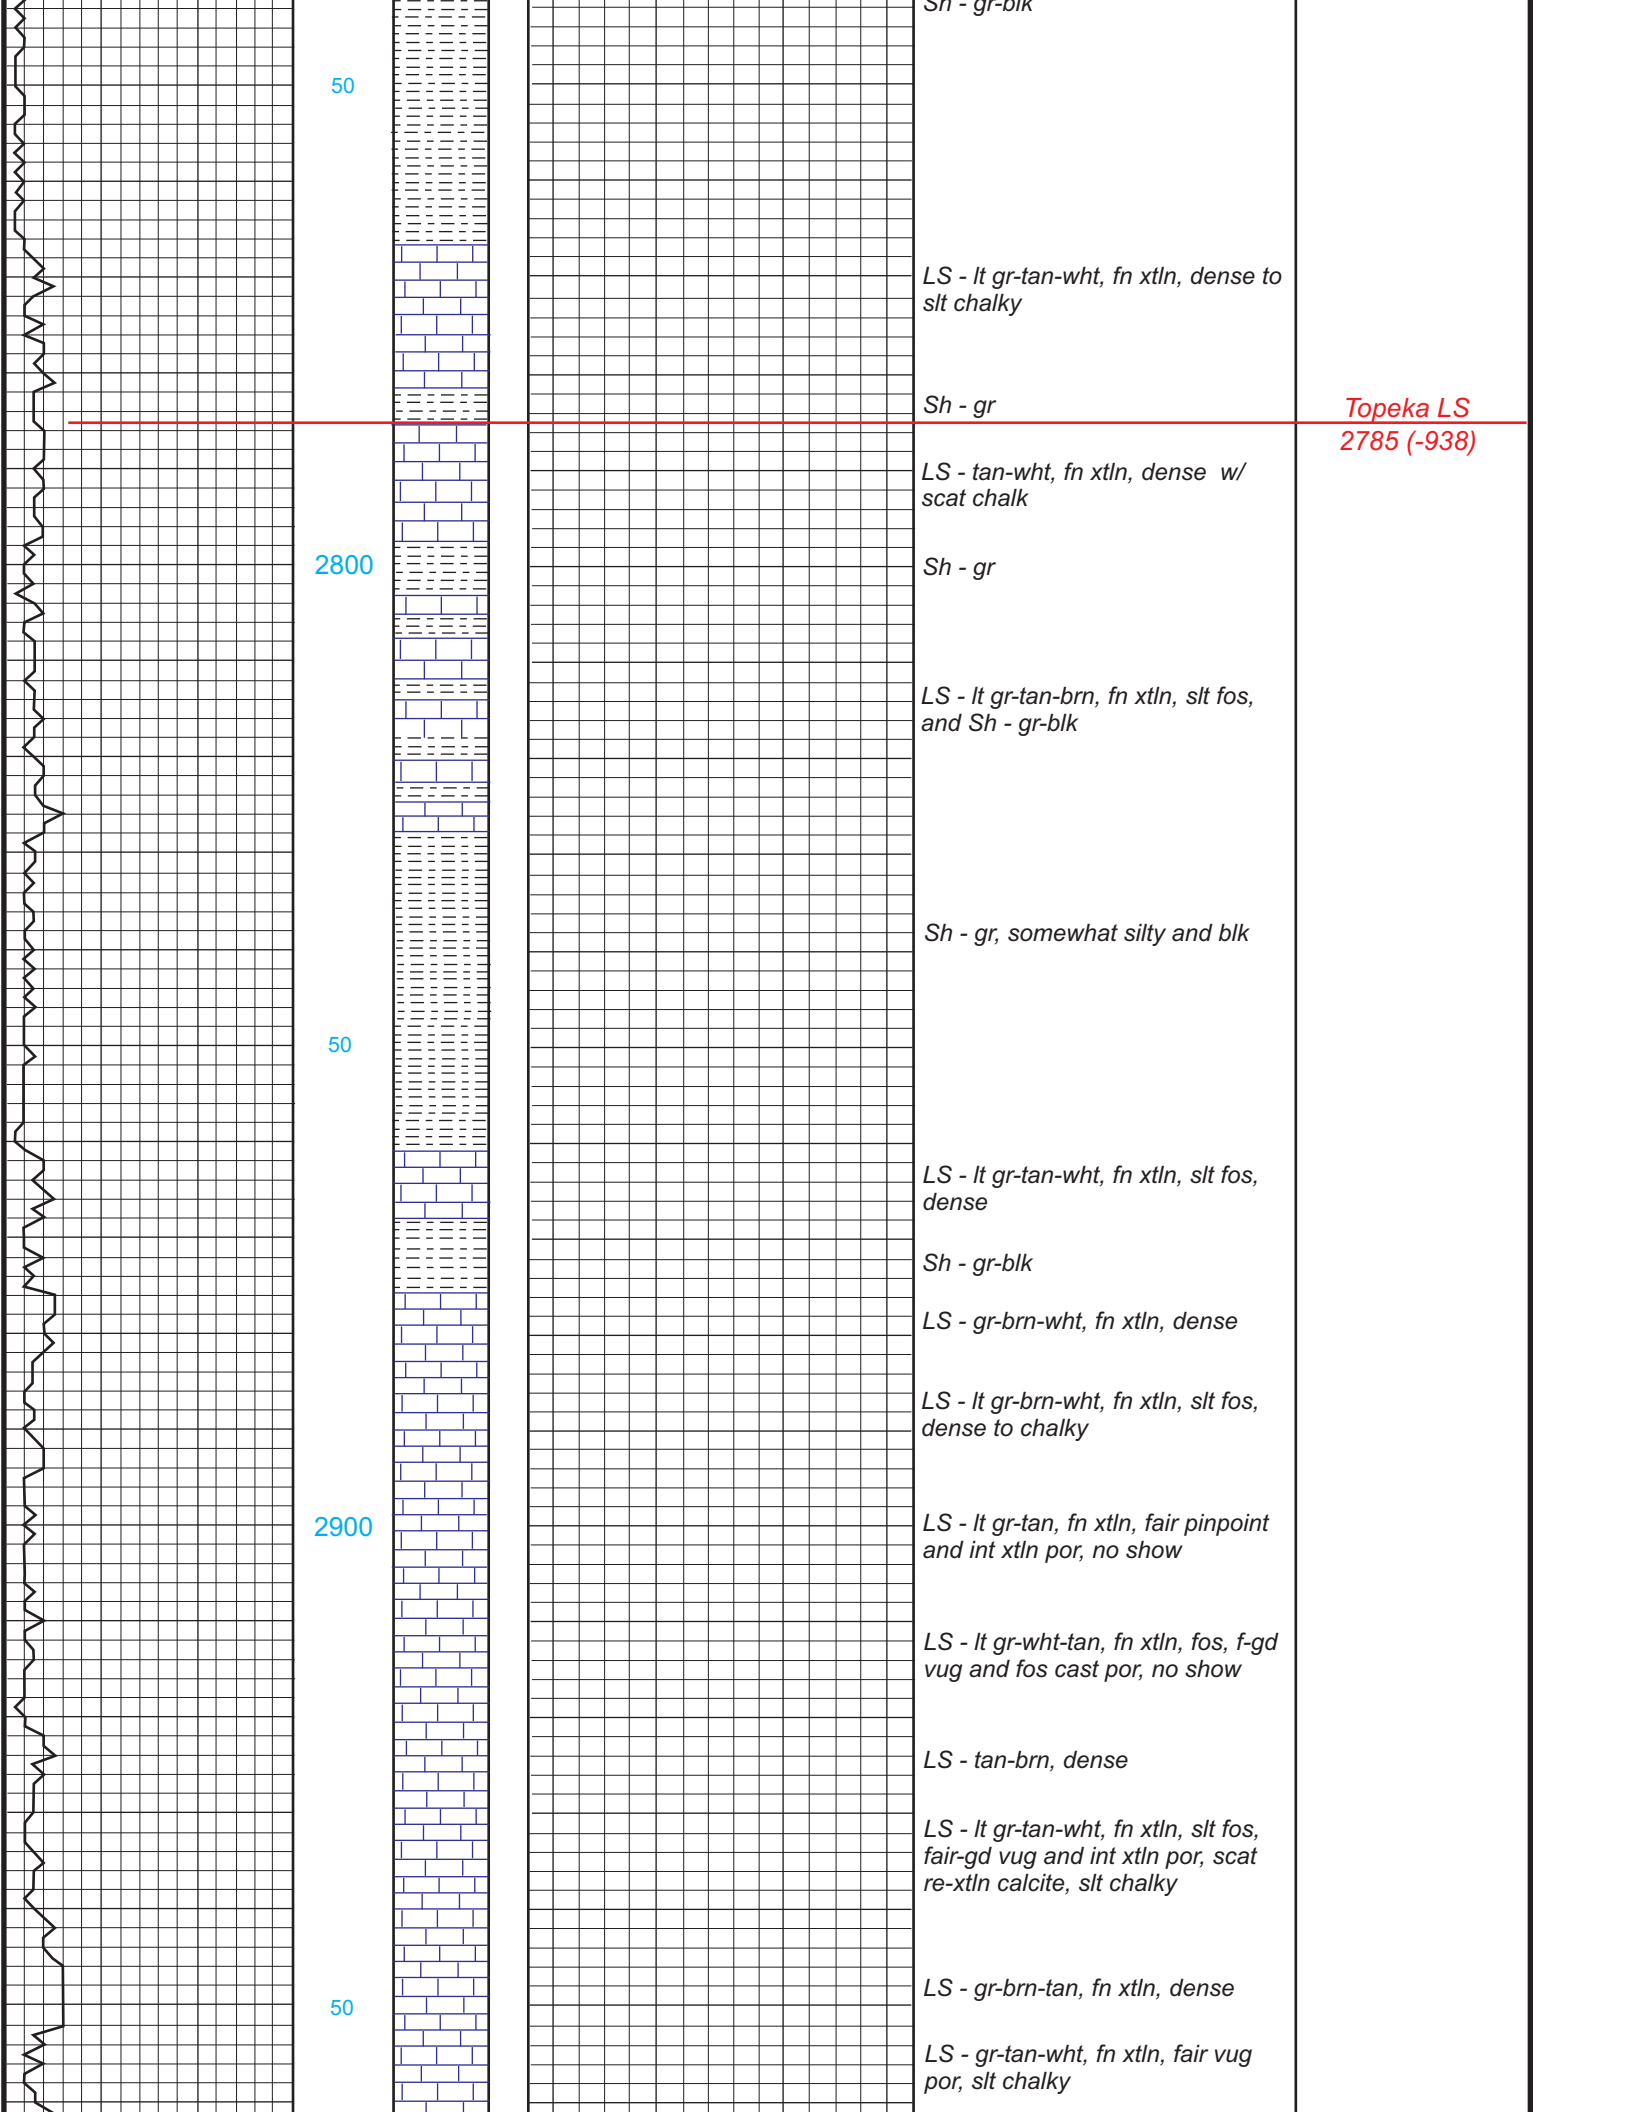 Sh - gr-blk
50
LS - lt gr-tan-wht, fn xtln, dense to
slt chalky
Sh - gr
Topeka LS
2785 (-938)
LS - tan-wht, fn xtln, dense w/
scat chalk
2800
Sh - gr
LS - lt gr-tan-brn, fn xtln, slt fos,
and Sh - gr-blk
Sh - gr, somewhat silty and blk
50
LS - lt gr-tan-wht, fn xtln, slt fos,
dense
Sh - gr-blk
LS - gr-brn-wht, fn xtln, dense
LS - lt gr-brn-wht, fn xtln, slt fos,
dense to chalky
2900
LS - lt gr-tan, fn xtln, fair pinpoint
and int xtln por, no show
LS - lt gr-wht-tan, fn xtln, fos, f-gd
vug and fos cast por, no show
LS - tan-brn, dense
LS - lt gr-tan-wht, fn xtln, slt fos,
fair-gd vug and int xtln por, scat
re-xtln calcite, slt chalky
LS - gr-brn-tan, fn xtln, dense
50
LS - gr-tan-wht, fn xtln, fair vug
por, slt chalky